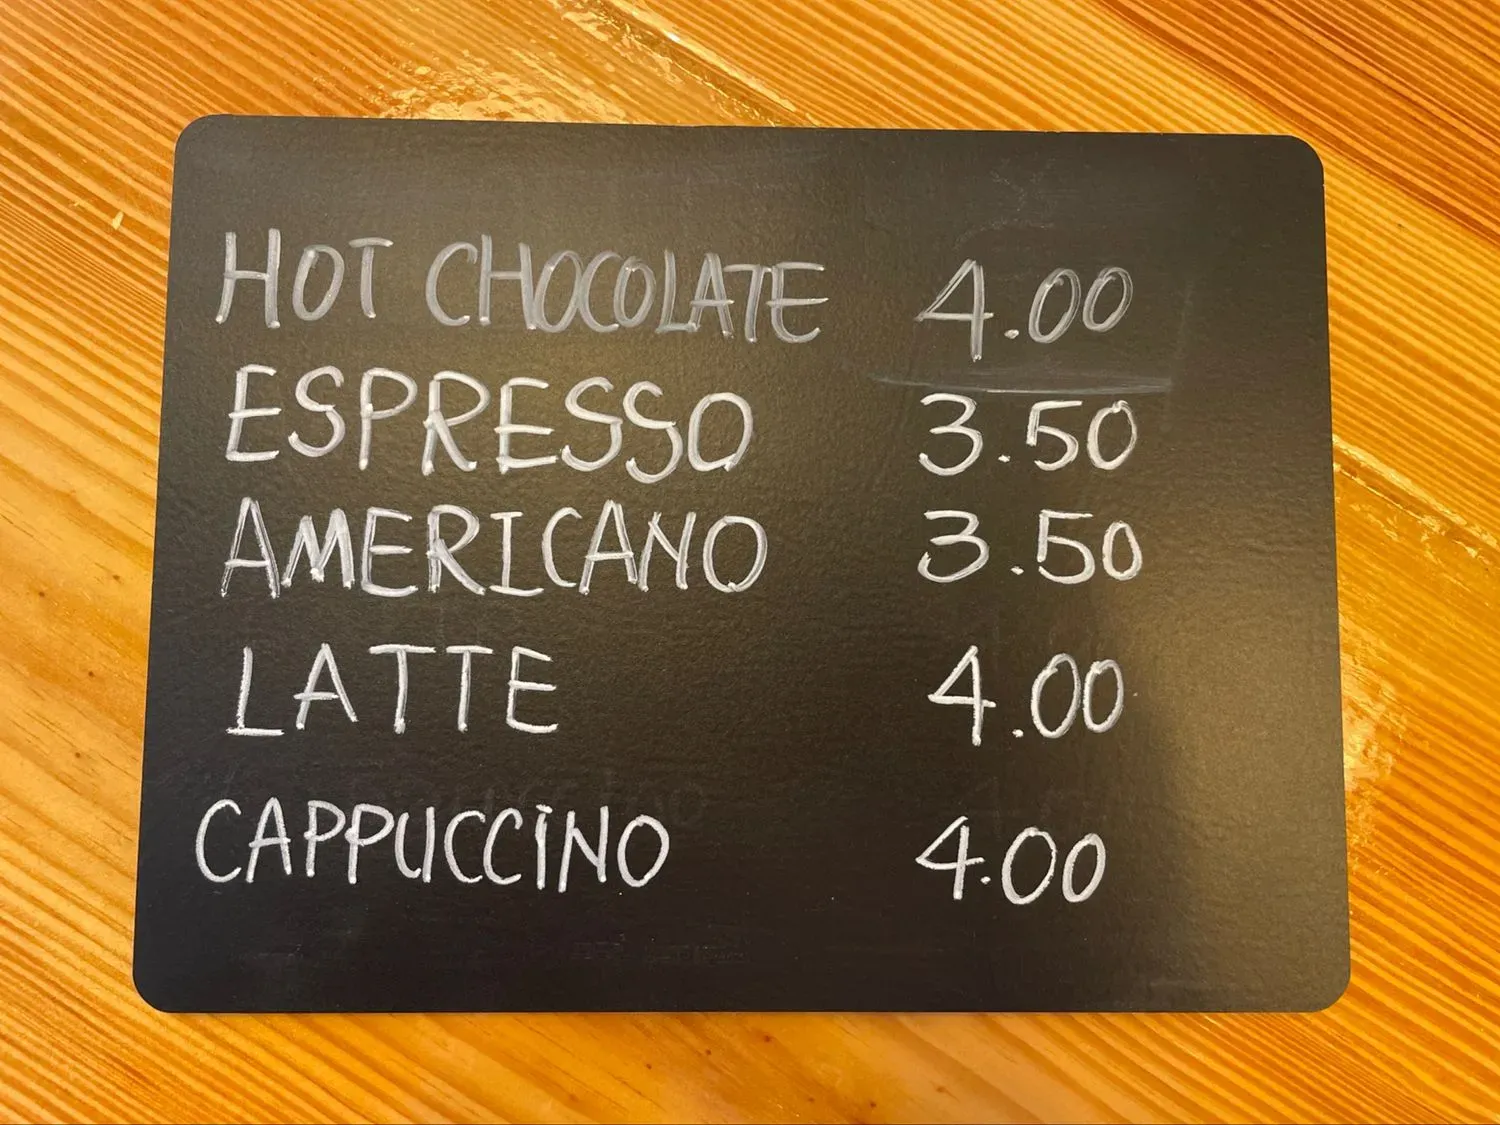 HOT CHOCOLATE 4.00
ESPRESSO 3.50
AMERICANO 3.50
LATTE 4.00
CAPPUCCINO 4.00